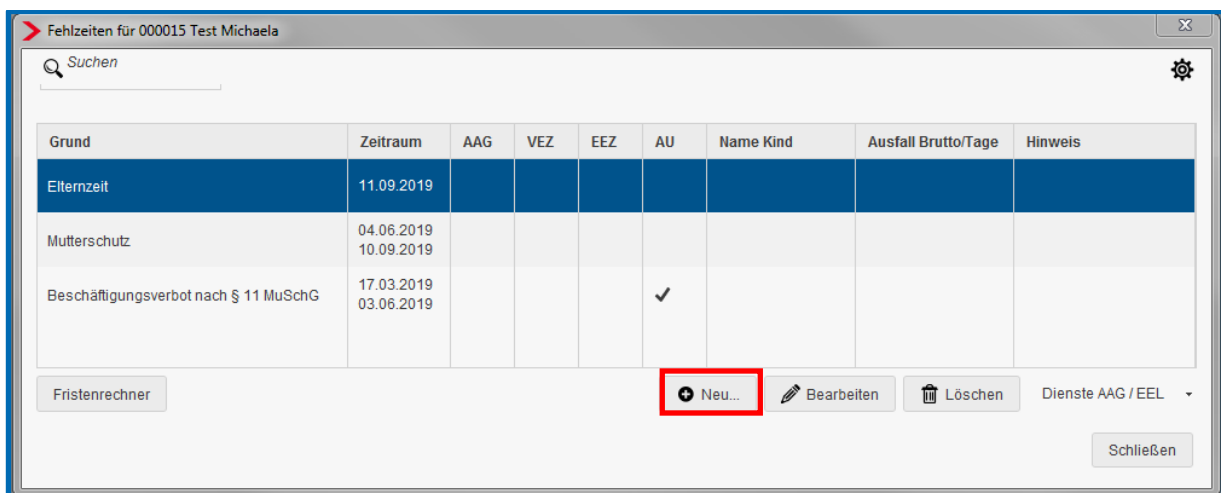 Fehlzeiten für 000015 Test Michaela
Suchen
Grund Zeitraum AAG VEZ EEZ AU Name Kind Ausfall Brutto/Tage Hinweis
Elternzeit 11.09.2019
Mutterschutz 04.06.2019
10.09.2019
Beschäftigungsverbot nach § 11 MuSchG 17.03.2019
03.06.2019
Fristenrechner Neu... Bearbeiten Löschen Dienste AAG / EEL
Schließen